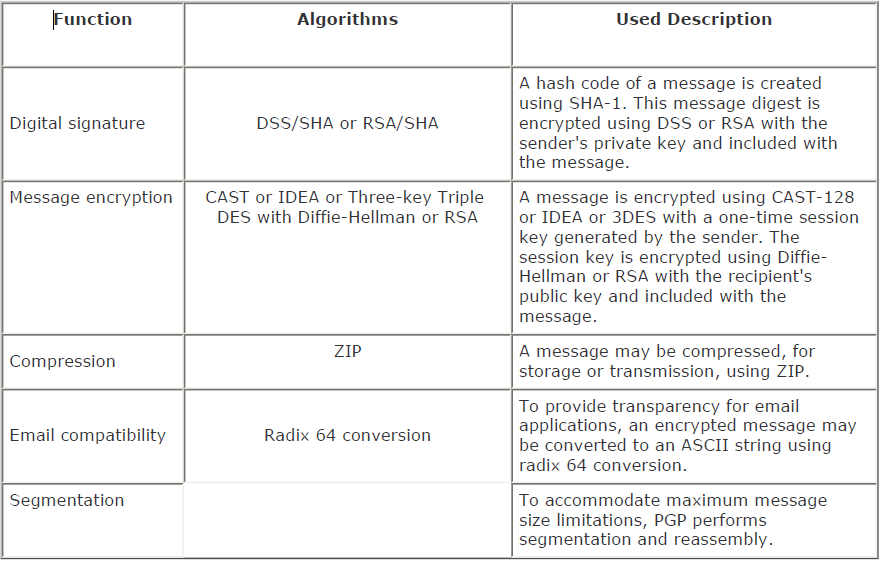 Function
Algorithms
Used Description
Digital signature
DSS/SHA or RSA/SHA
A hash code of a message is created
using SHA-1. This message digest is
encrypted using DSS or RSA with the
sender's private key and included with
the message.
Message encryption
CAST or IDEA or Three-key Triple
DES with Diffie-Hellman or RSA
A message is encrypted using CAST-128
or IDEA or 3DES with a one-time session
key generated by the sender. The
session key is encrypted using Diffie-
Hellman or RSA with the recipient's
public key and included with the
message.
Compression
ZIP
A message may be compressed, for
storage or transmission, using ZIP.
Email compatibility
Radix 64 conversion
To provide transparency for email
applications, an encrypted message may
be converted to an ASCII string using
radix 64 conversion.
Segmentation
To accommodate maximum message
size limitations, PGP performs
segmentation and reassembly.